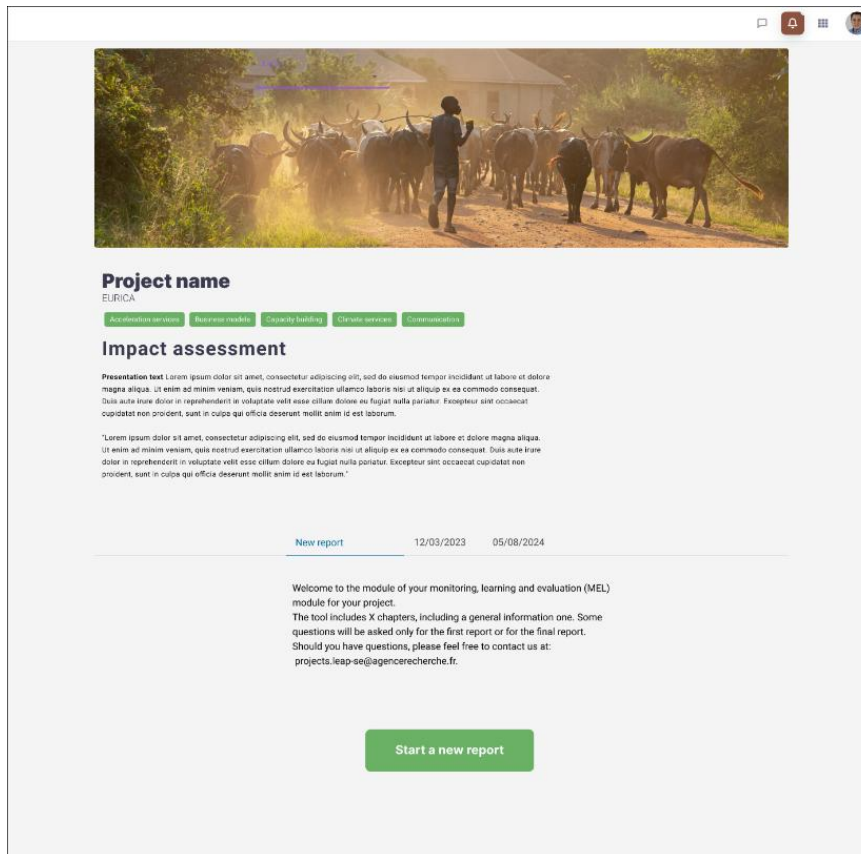 Project name
EURICA
Acceleration services
Business models
Capacity building
Climate services
Communication
Impact assessment
Presentation text Lorem ipsum dolor sit amet, consectetur adipiscing elit, sed do eiusmod tempor incididunt ut labore et dolore
magna aliqua. Ut enim ad minim veniam, quis nostrud exercitation ullamco laboris nisi ut aliquip ex ea commodo consequat.
Duis aute irure dolor in reprehenderit in voluptate velit esse cillum dolore eu fugiat nulla pariatur. Excepteur sint occaecat
cupidatat non proident, sunt in culpa qui officia deserunt mollit anim id est laborum.
"Lorem ipsum dolor sit amet, consectetur adipiscing elit, sed do eiusmod tempor incididunt ut labore et dolore magna aliqua.
Ut enim ad minim veniam, quis nostrud exercitation ullamco laboris nisi ut aliquip ex ea commodo consequat. Duis aute irure
dolor in reprehenderit in voluptate velit esse cillum dolore eu fugiat nulla pariatur. Excepteur sint occaecat cupidatat non
proident, sunt in culpa qui officia deserunt mollit anim id est laborum."
New report
12/03/2023
05/08/2024
Welcome to the module of your monitoring, learning and evaluation (MEL)
module for your project.
The tool includes X chapters, including a general information one. Some
questions will be asked only for the first report or for the final report.
Should you have questions, please feel free to contact us at:
projects.leap-se@agencerecherche.fr.
Start a new report